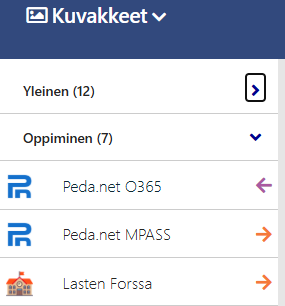 Kuvakkeet
Yleinen (12)
Oppiminen (7)
Peda.net O365
Peda.net MPASS
Lasten Forssa